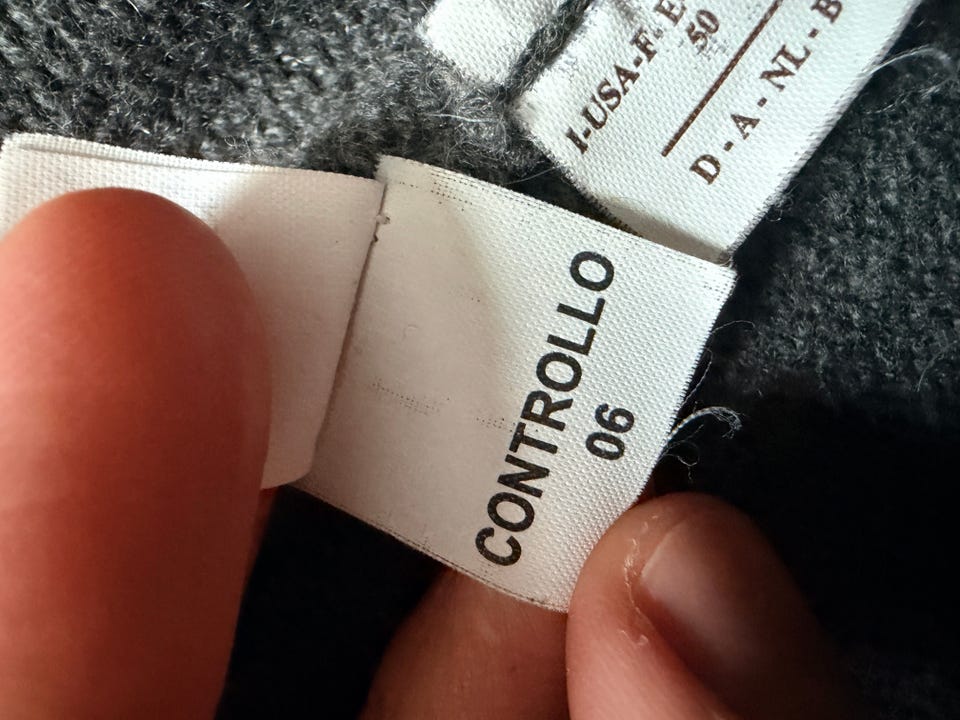 I-USA-F-E
50
D - A - NL - B
CONTROLLO
06